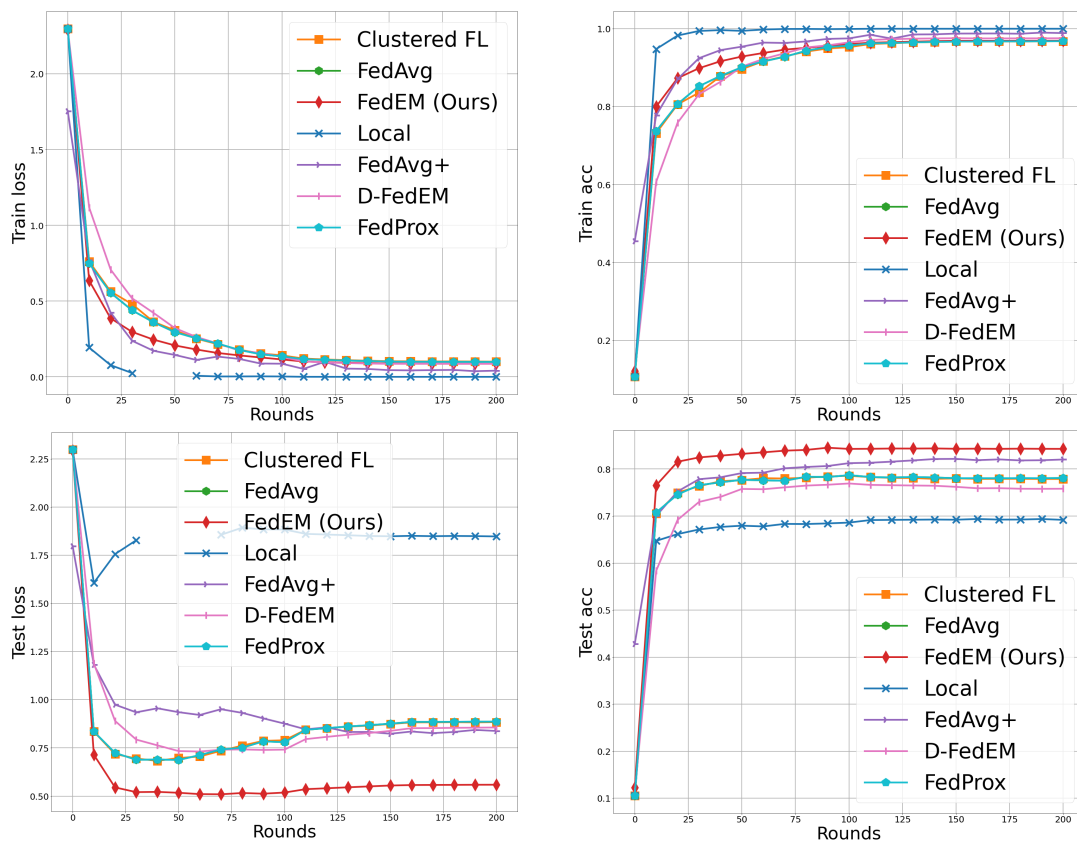 Train loss
2.0
1.5
1.0
0.5
0.0
0 25 50 75 100 125 150 175 200
Rounds
Clustered FL
FedAvg
FedEM (Ours)
Local
FedAvg+
D-FedEM
FedProx
Train acc
1.0
0.8
0.6
0.4
0.2
0 25 50 75 100 125 150 175 200
Rounds
Clustered FL
FedAvg
FedEM (Ours)
Local
FedAvg+
D-FedEM
FedProx
Test loss
2.25
2.00
1.75
1.50
1.25
1.00
0.75
0.50
0 25 50 75 100 125 150 175 200
Rounds
Clustered FL
FedAvg
FedEM (Ours)
Local
FedAvg+
D-FedEM
FedProx
Test acc
0.8
0.7
0.6
0.5
0.4
0.3
0.2
0.1
0 25 50 75 100 125 150 175 200
Rounds
Clustered FL
FedAvg
FedEM (Ours)
Local
FedAvg+
D-FedEM
FedProx